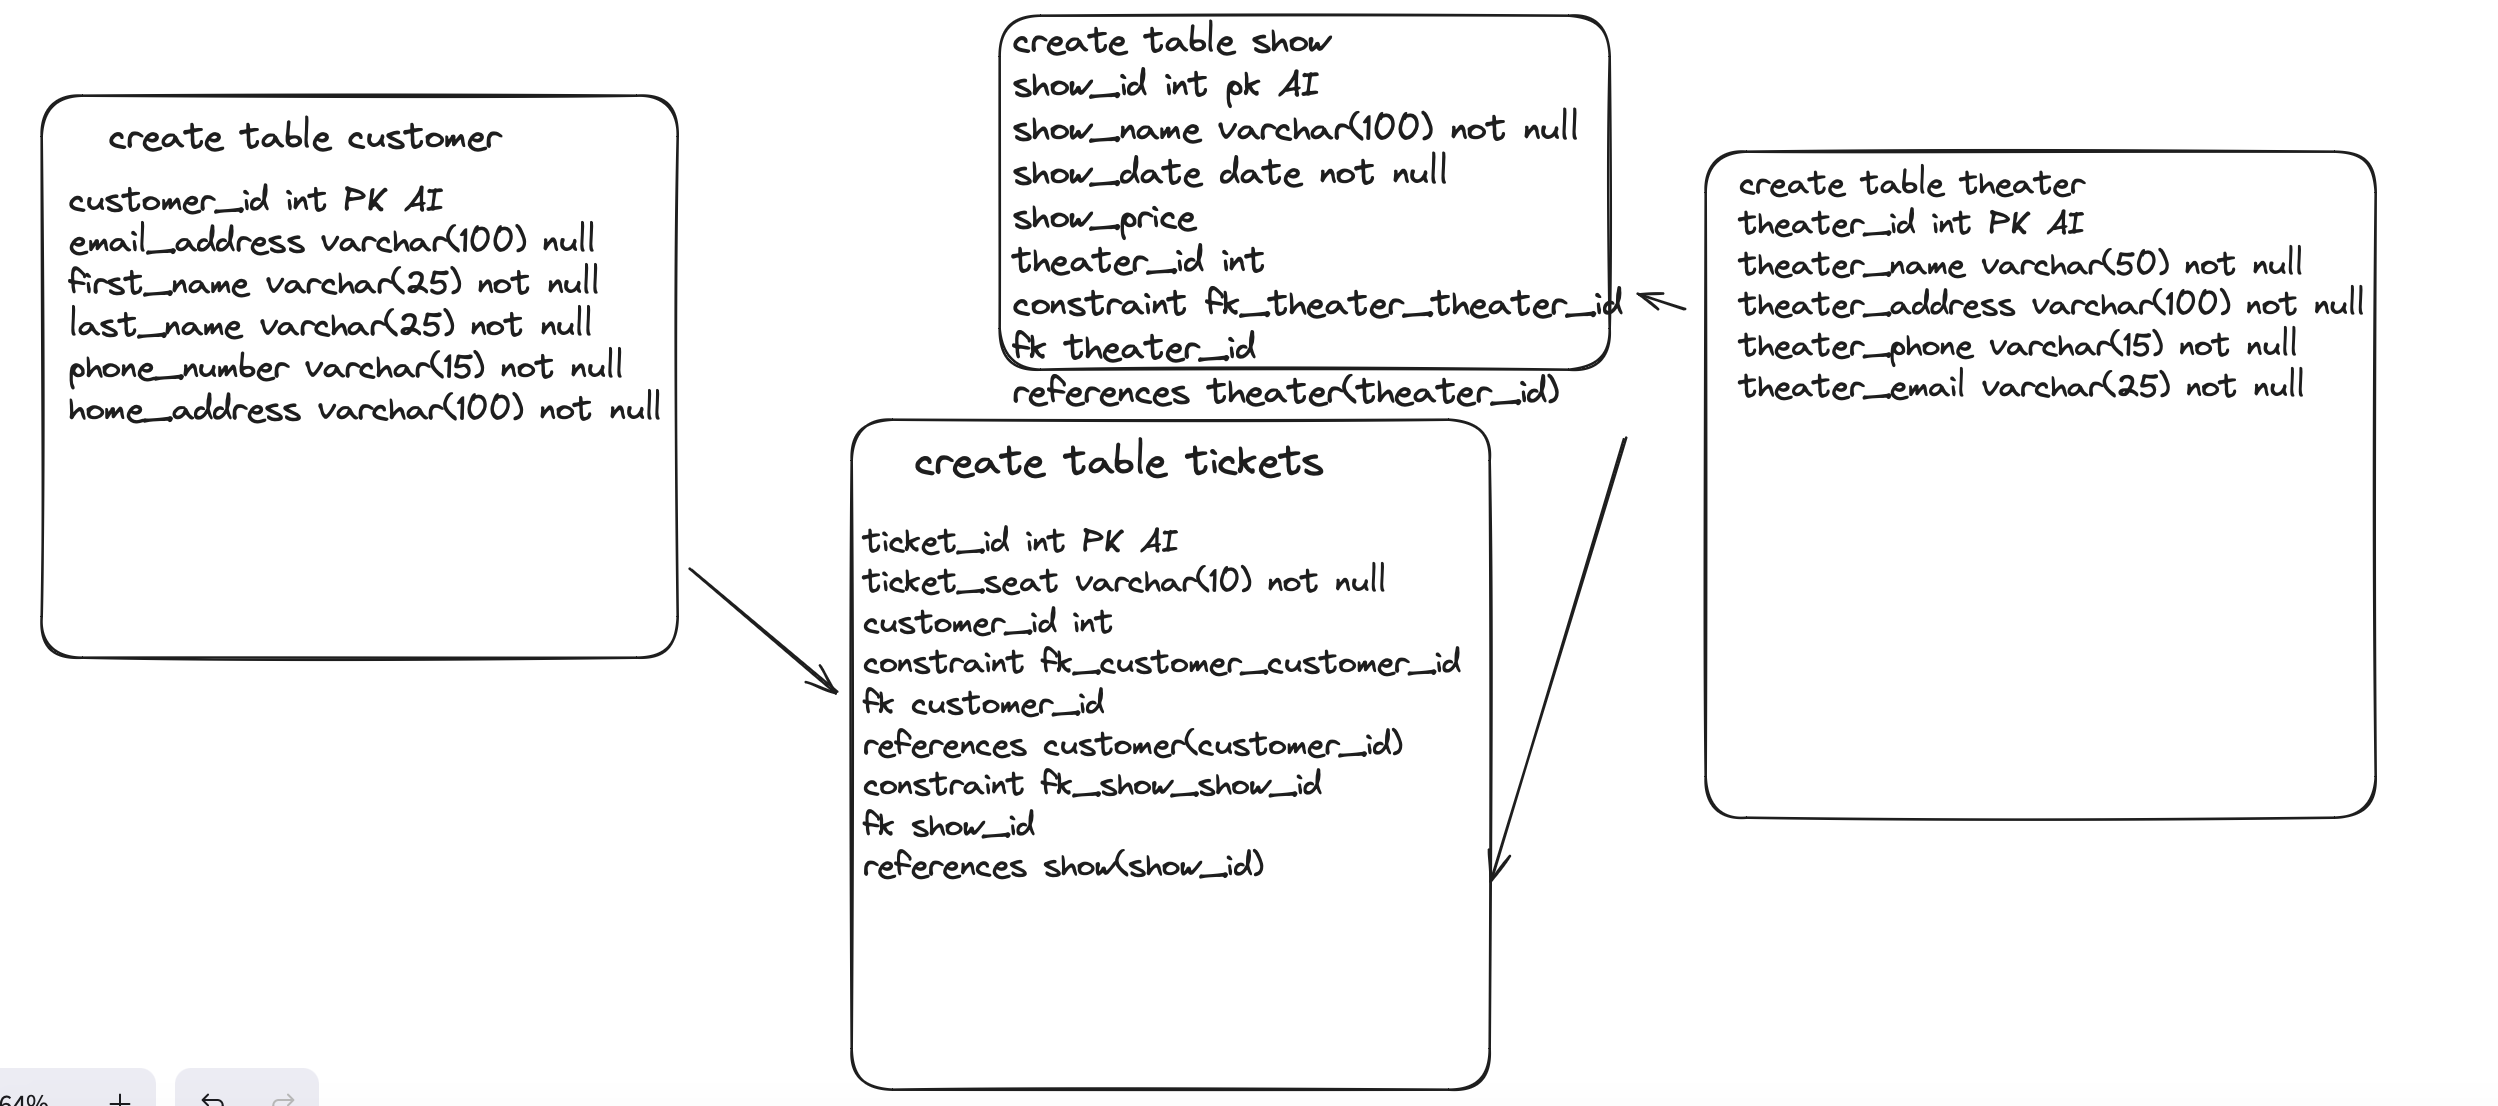 create table customer
customer_id int PK AI
email_address varchar(100) null
first_name varchar(25) not null
last_name varchar(25) not null
phone_number varchar(15) not null
home_address varchar(100) not null
create table show
show_id int pk AI
show_name varchar(100) not null
show_date date not null
show_price
theater_id int
constraint fk_theater_theater_id
fk theater_id
references theater(theater_id)
create table theater
theater_id int PK AI
theater_name varchar(50) not null
theater_address varchar(100) not null
theater_phone varchar(15) not null
theater_email varchar(25) not null
create table tickets
ticket_id int PK AI
ticket_seat varchar(10) not null
customer_id int
constraint fk_customer_customer_id
fk customer_id
references customer(customer_id)
constraint fk_show_show_id
fk show_id
references show(show_id)
64%